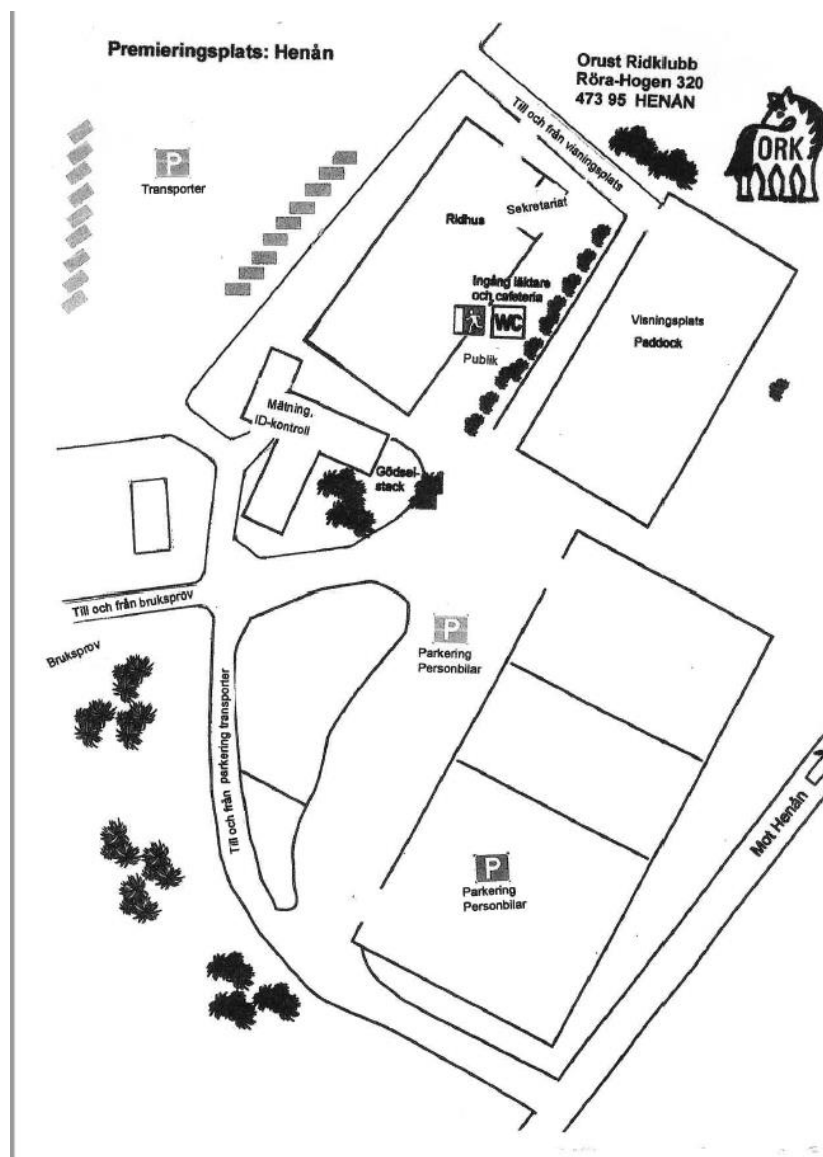 Premieringsplats: Henån
Orust Ridklubb
Röra-Hogen 320
473 95 HENÅN
ORK
P
Transporter
Till och från visningsplats
Sekretariat
Ridhus
Ingång läktare
och cafeteria
WC
Publik
Visningsplats
Paddock
Mätning,
ID-kontroll
Gödsel-
stack
Till och från bruksprov
Bruksprov
P
Parkering
Personbilar
Till och från parkering transporter
P
Parkering
Personbilar
Mot Henån